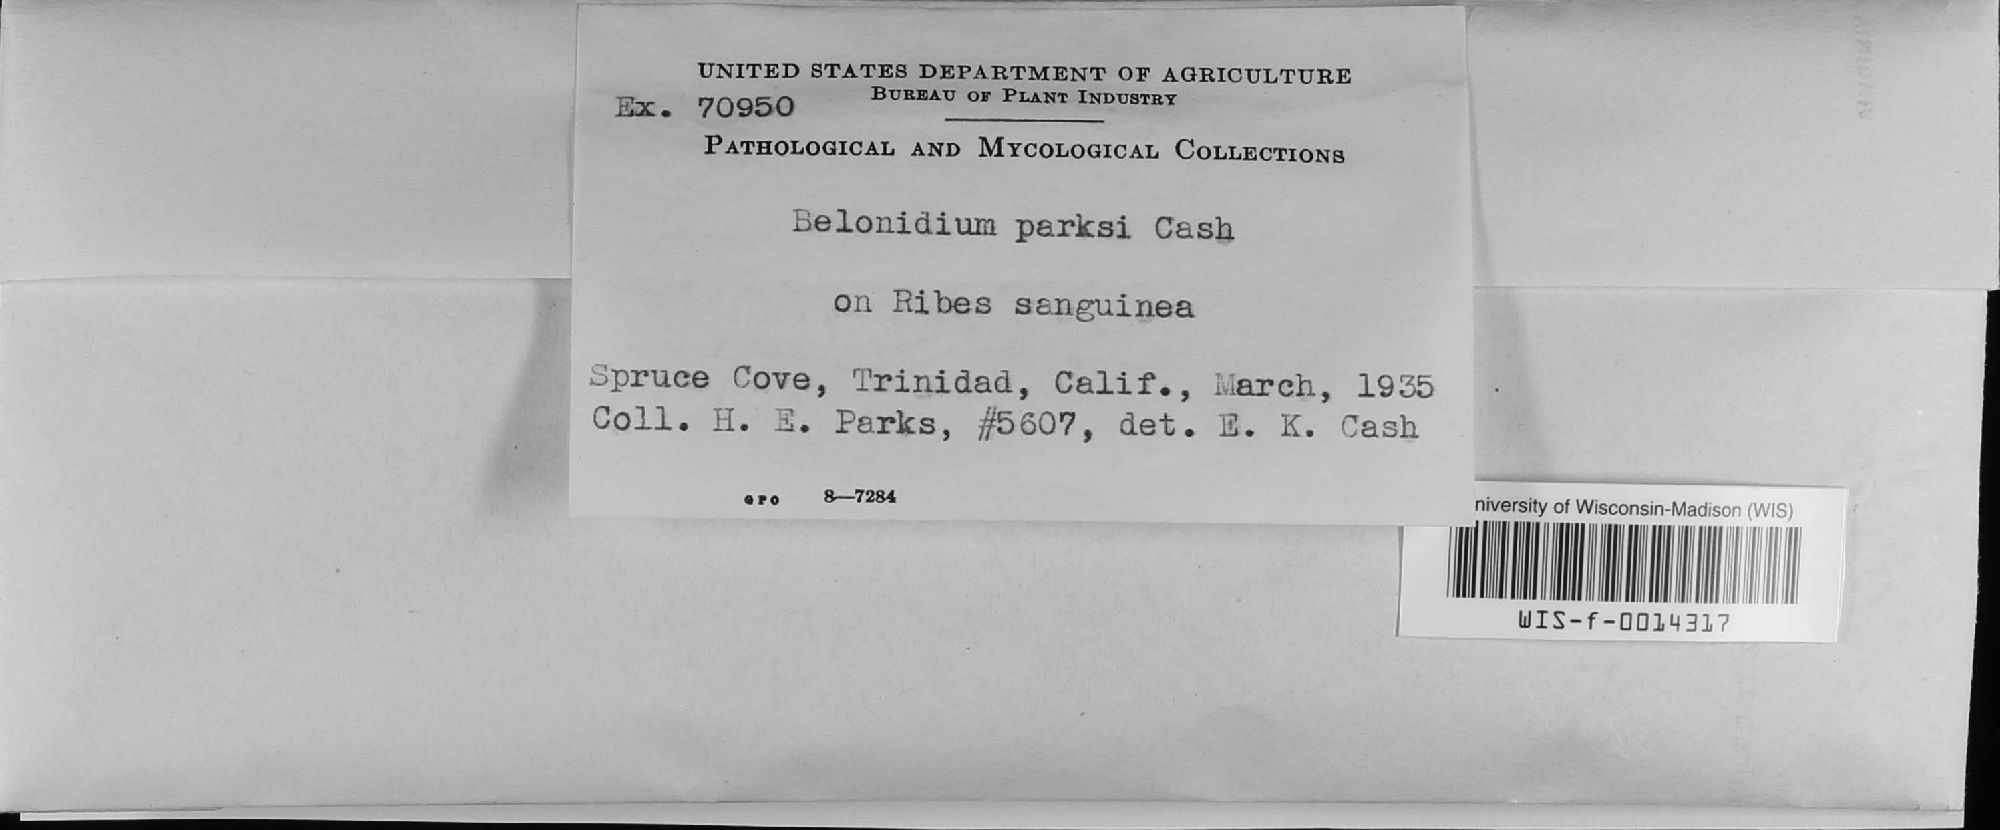 UNITED STATES DEPARTMENT OF AGRICULTURE
BUREAU OF PLANT INDUSTRY
Ex. 70950
PATHOLOGICAL AND MYCOLOGICAL COLLECTIONS
Belonidium parksi Cash
on Ribes sanguinea
Spruce Cove, Trinidad, Calif., March, 1935
Coll. H. E. Parks, #5607, det. E. K. Cash
GPO 8—7284
niversity of Wisconsin-Madison (WIS)
WIS-f-0014317